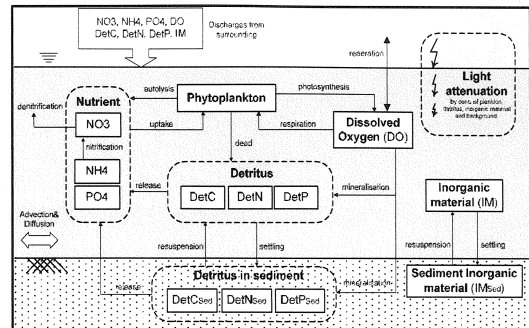 NO3, NH4, PO4, DO
DetC, DetN, DetP, IM
Discharges from
surrounding
reaeration
Nutrient
autolysis
Phytoplankton
photosynthesis
Light
attenuation
by conc. of plankton,
detritus, inorganic material
and background.
denitrification
NO3
uptake
respiration
Dissolved
Oxygen (DO)
nitrification
dead
NH4
PO4
release
Detritus
DetC DetN DetP
mineralisation
Inorganic
material (IM)
Advection&
Diffusion
resuspension
settling
resuspension
settling
release
Detritus in sediment
DetCSed DetNSed DetPSed
mineralization
Sediment Inorganic
material (IMSed)